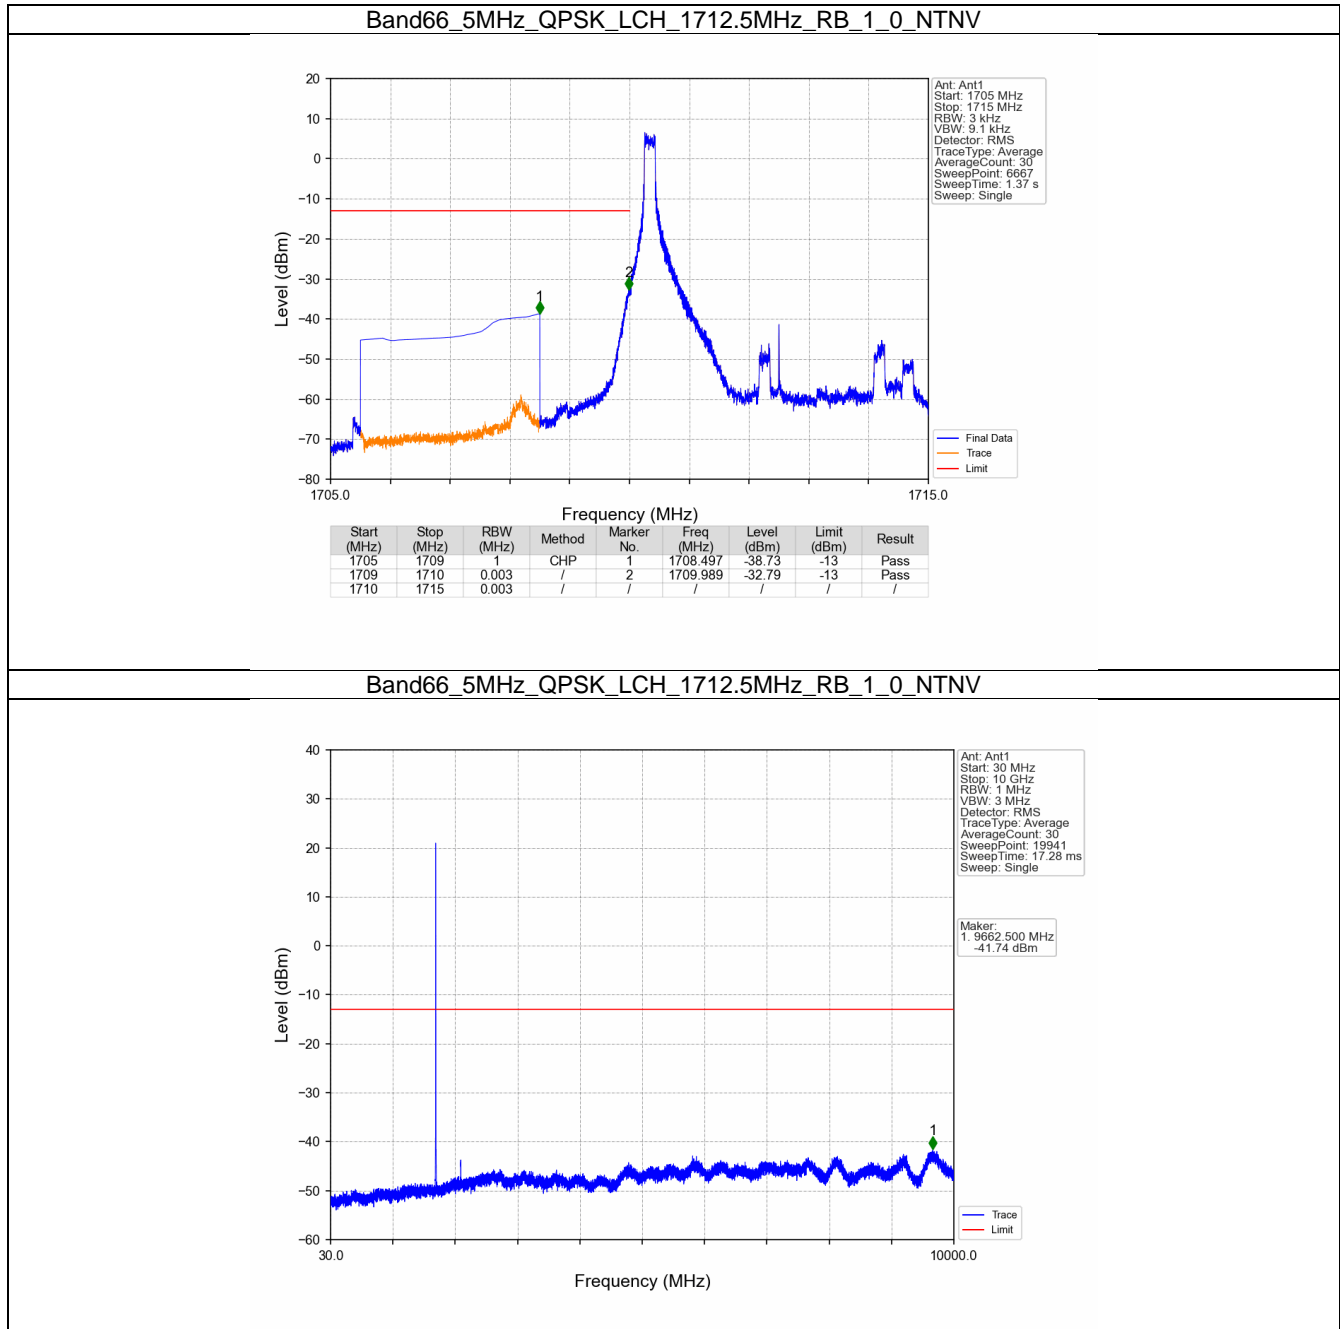 Band66_5MHz_QPSK_LCH_1712.5MHz_RB_1_0_NTNV
20
10
0
−10
−20
−30
−40
−50
−60
−70
−80
Level (dBm)
1
2
1705.0
1715.0
Frequency (MHz)
Ant: Ant1
Start: 1705 MHz
Stop: 1715 MHz
RBW: 3 kHz
VBW: 9.1 kHz
Detector: RMS
TraceType: Average
AverageCount: 30
SweepPoint: 6667
SweepTime: 1.37 s
Sweep: Single
Final Data
Trace
Limit
Start (MHz) Stop (MHz) RBW (MHz) Method Marker No. Freq (MHz) Level (dBm) Limit (dBm) Result
1705 1709 1 CHP 1 1708.497 -38.73 -13 Pass
1709 1710 0.003 / 2 1709.989 -32.79 -13 Pass
1710 1715 0.003 / / / / / /
Band66_5MHz_QPSK_LCH_1712.5MHz_RB_1_0_NTNV
40
30
20
10
0
−10
−20
−30
−40
−50
−60
Level (dBm)
1
30.0
10000.0
Frequency (MHz)
Ant: Ant1
Start: 30 MHz
Stop: 10 GHz
RBW: 1 MHz
VBW: 3 MHz
Detector: RMS
TraceType: Average
AverageCount: 30
SweepPoint: 19941
SweepTime: 17.28 ms
Sweep: Single
Maker:
1. 9662.500 MHz
-41.74 dBm
Trace
Limit